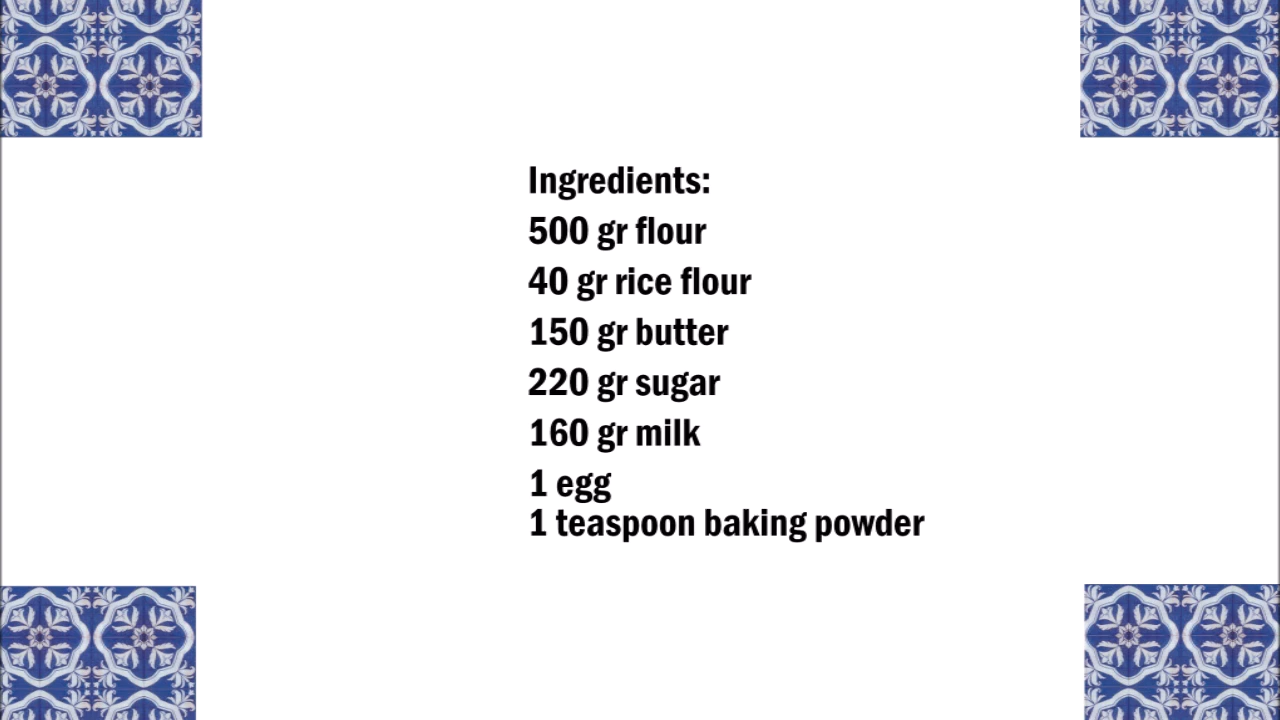 Ingredients:
500 gr flour
40 gr rice flour
150 gr butter
220 gr sugar
160 gr milk
1 egg
1 teaspoon baking powder